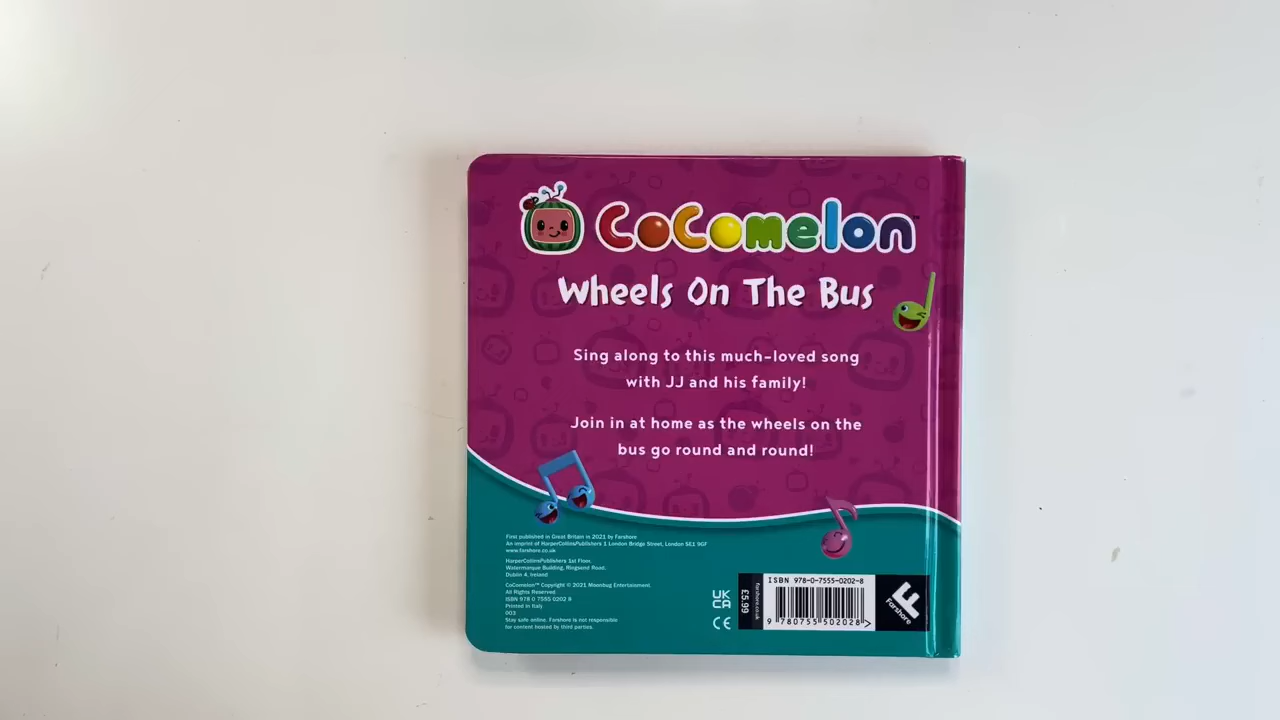 CoComelon™
Wheels On The Bus
Sing along to this much-loved song
with JJ and his family!
Join in at home as the wheels on the
bus go round and round!
First published in Great Britain in 2021 by Farshore
An imprint of HarperCollinsPublishers 1 London Bridge Street, London SE1 9GF
www.farshore.co.uk
HarperCollinsPublishers 1st Floor,
Watermarque Building, Ringsend Road,
Dublin 4, Ireland
CoComelon™ Copyright © 2021 Moonbug Entertainment.
All Rights Reserved.
ISBN 978 0 7555 0202 8
Printed in Italy
003
Stay safe online. Farshore is not responsible
for content hosted by third parties.
UK
CA
CE
£5.99
farshore.co.uk
ISBN 978-0-7555-0202-8
9 780755 502028 >
F
Farshore